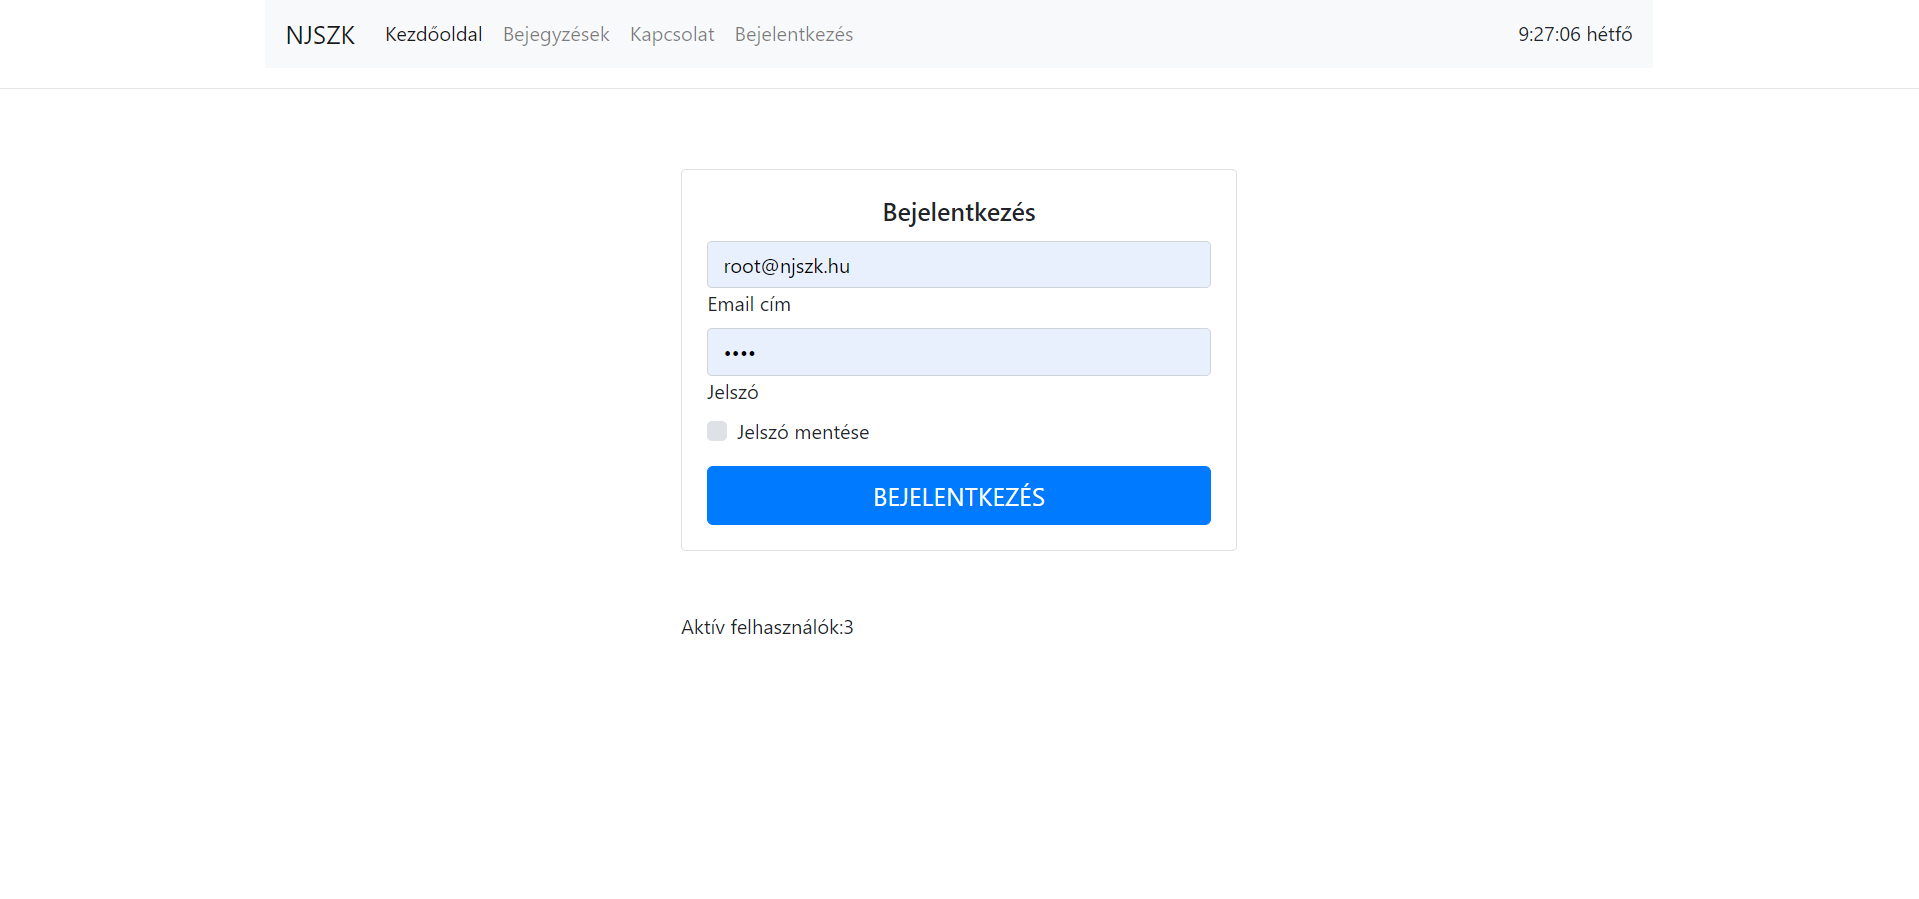 NJSZK Kezdőoldal Bejegyzések Kapcsolat Bejelentkezés 9:27:06 hétfő
Bejelentkezés
root@njszk.hu
Email cím
••••
Jelszó
Jelszó mentése
BEJELENTKEZÉS
Aktív felhasználók:3